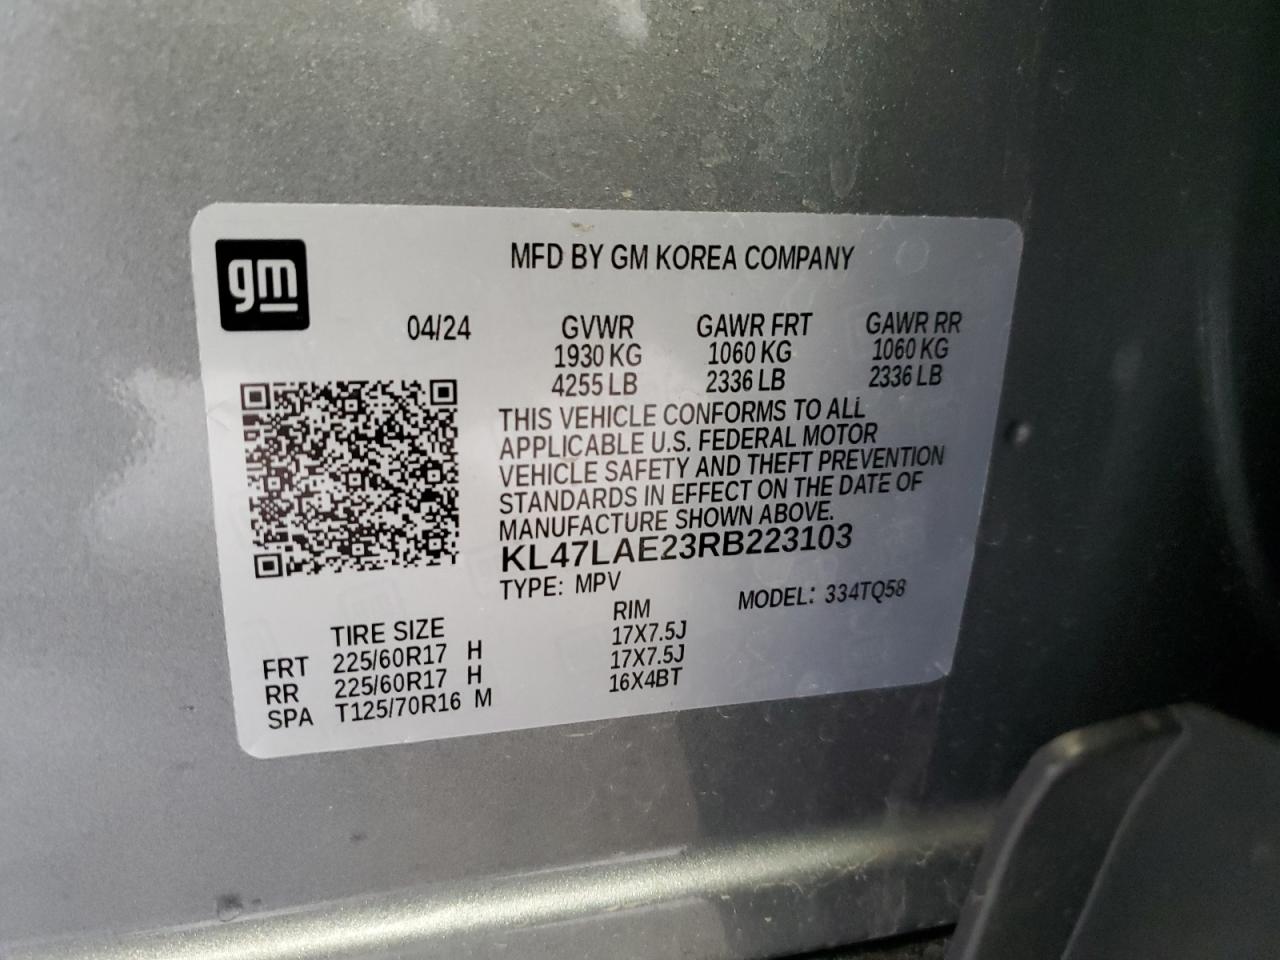 gm
MFD BY GM KOREA COMPANY
04/24 GVWR GAWR FRT GAWR RR
1930 KG 1060 KG 1060 KG
4255 LB 2336 LB 2336 LB
THIS VEHICLE CONFORMS TO ALL
APPLICABLE U.S. FEDERAL MOTOR
VEHICLE SAFETY AND THEFT PREVENTION
STANDARDS IN EFFECT ON THE DATE OF
MANUFACTURE SHOWN ABOVE.
KL47LAE23RB223103
TYPE: MPV MODEL: 334TQ58
TIRE SIZE RIM
FRT 225/60R17 H 17X7.5J
RR 225/60R17 H 17X7.5J
SPA T125/70R16 M 16X4BT